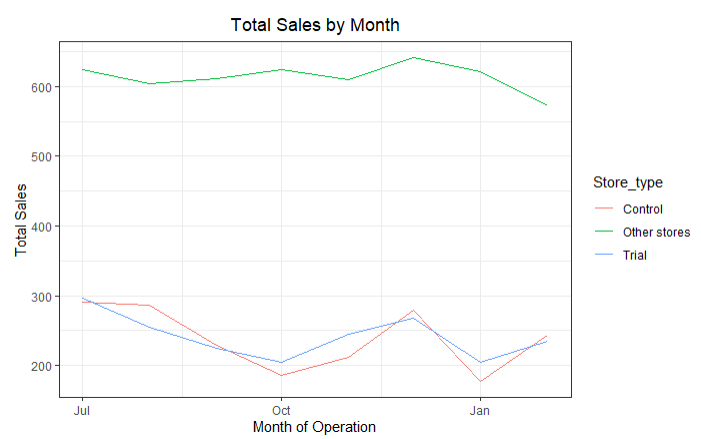 Total Sales by Month
Total Sales
600
500
400
300
200
Jul
Oct
Jan
Month of Operation
Store_type
Control
Other stores
Trial